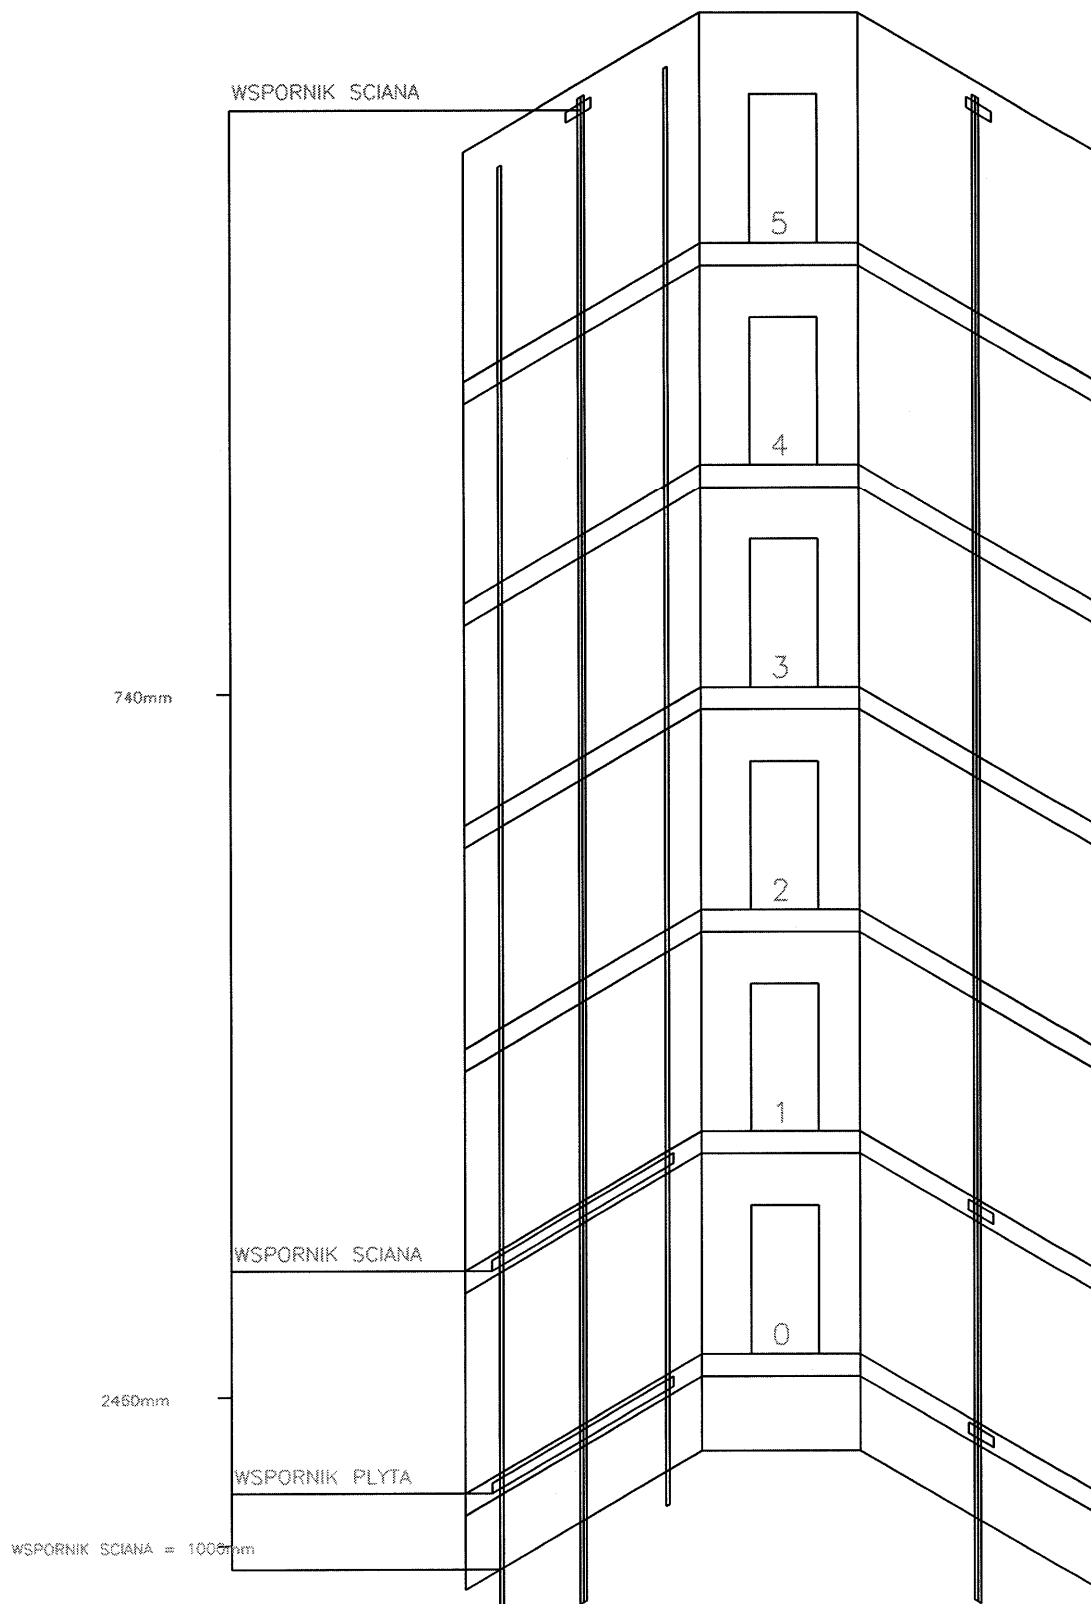 WSPORNIK SCIANA
5
4
3
740mm
2
1
WSPORNIK SCIANA
0
2460mm
WSPORNIK PLYTA
WSPORNIK SCIANA = 1000mm